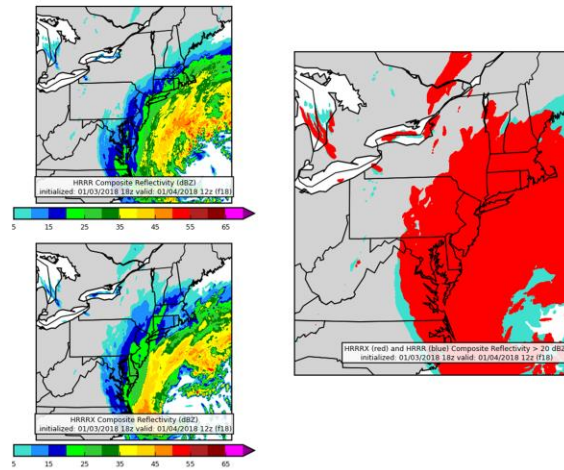 HRRR Composite Reflectivity (dBZ)
initialized: 01/03/2018 18z valid: 01/04/2018 12z (f18)
5 15 25 35 45 55 65
HRRRX Composite Reflectivity (dBZ)
initialized: 01/03/2018 18z valid: 01/04/2018 12z (f18)
5 15 25 35 45 55 65
HRRRX (red) and HRRR (blue) Composite Reflectivity > 20 dBZ
initialized: 01/03/2018 18z valid: 01/04/2018 12z (f18)